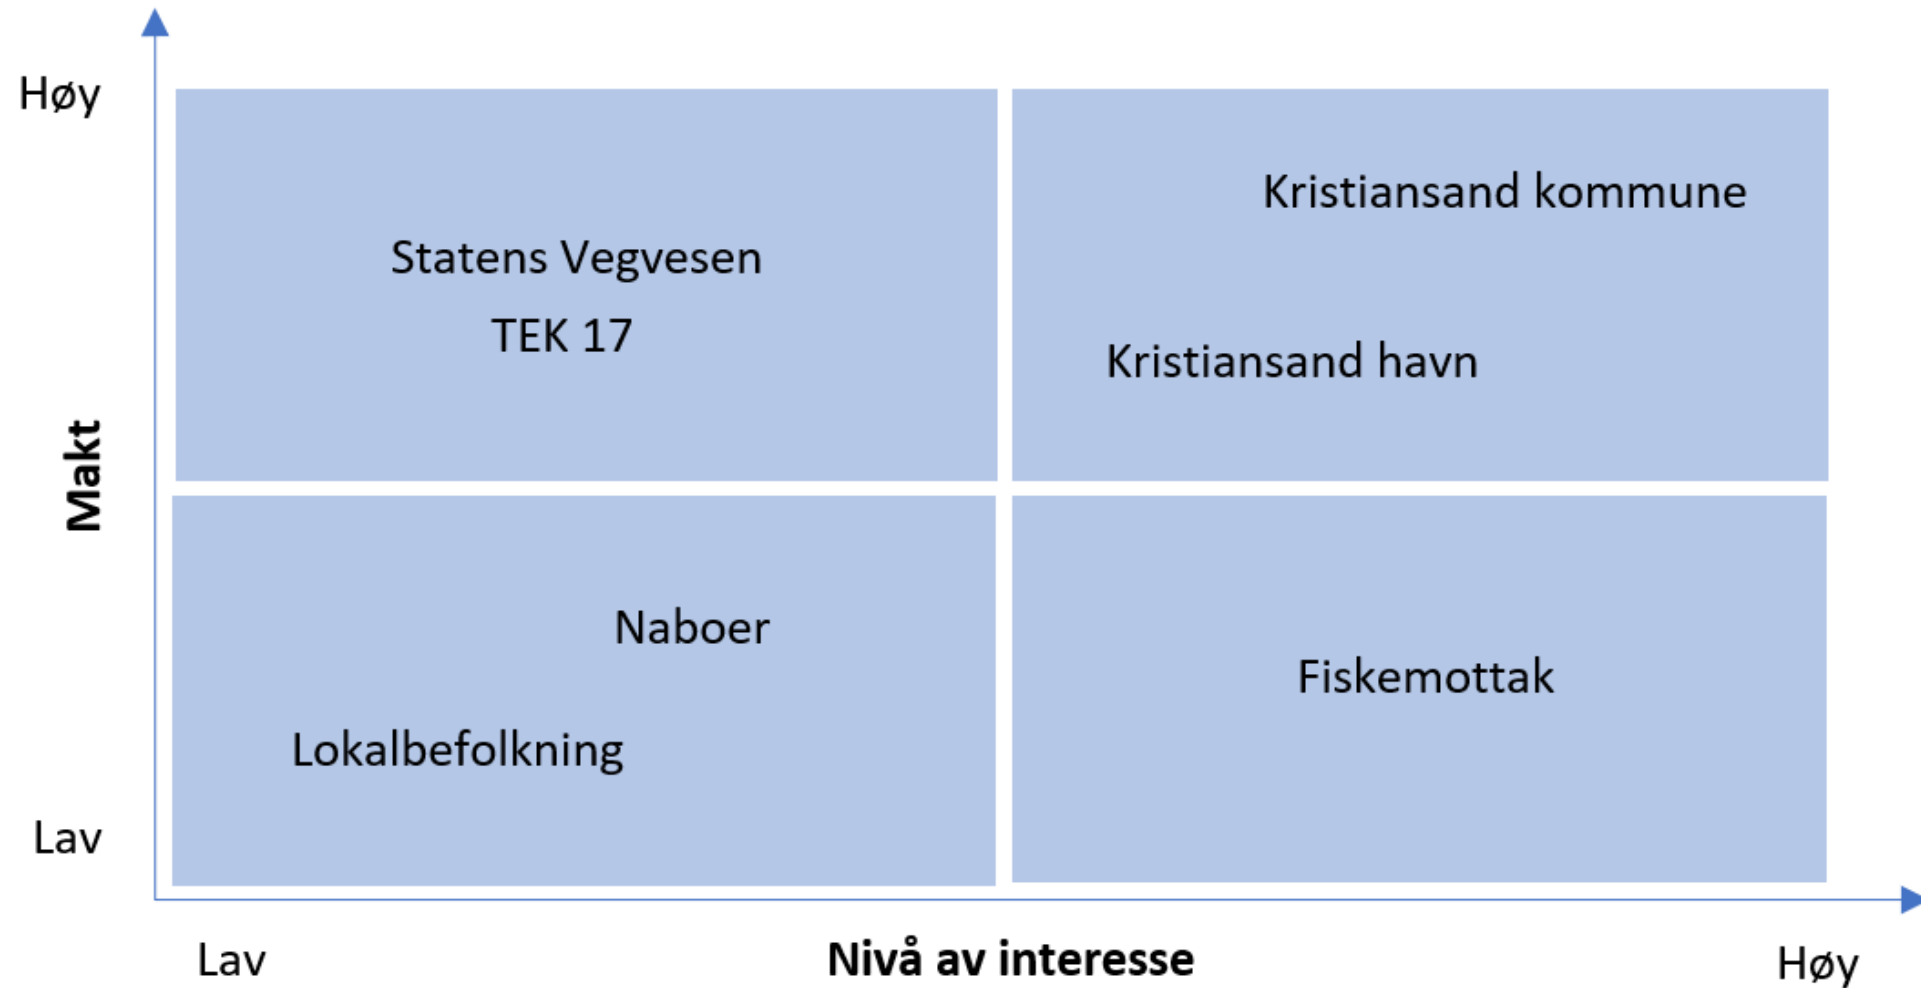 Høy
Kristiansand kommune
Statens Vegvesen
TEK 17
Kristiansand havn
Makt
Naboer
Fiskemottak
Lokalbefolkning
Lav
Lav
Nivå av interesse
Høy